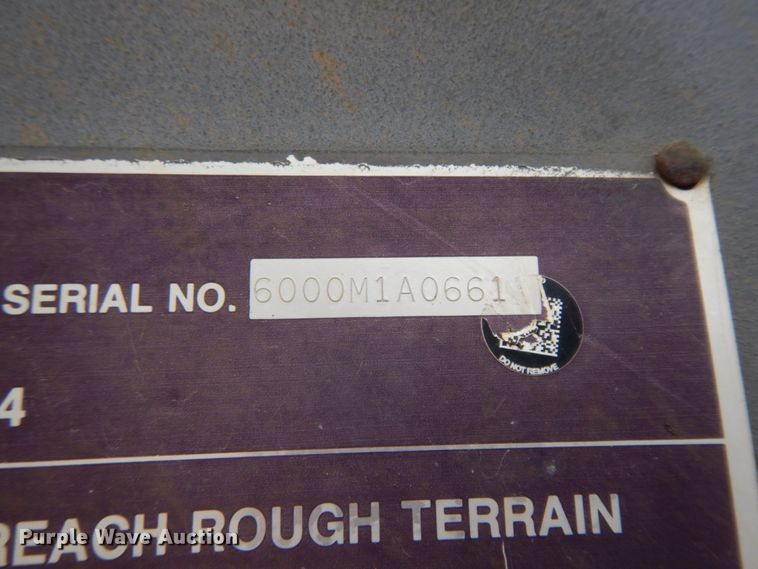 SERIAL NO. 6000M1A0661
DO NOT REMOVE
4
REACH ROUGH TERRAIN
Purple Wave Auction